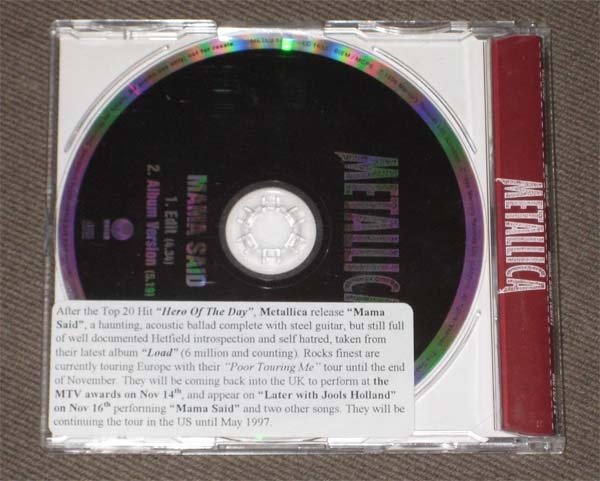 METALLICA
MAMA SAID
1. Edit (4.34)
2. Album Version (5.19)
METALLICA
After the Top 20 Hit “Hero Of The Day”, Metallica release “Mama
Said”, a haunting, acoustic ballad complete with steel guitar, but still full
of well documented Hetfield introspection and self hatred, taken from
their latest album “Load” (6 million and counting). Rocks finest are
currently touring Europe with their ″Poor Touring Me” tour until the end
of November. They will be coming back into the UK to perform at the
MTV awards on Nov 14th, and appear on “Later with Jools Holland”
on Nov 16th performing “Mama Said” and two other songs. They will be
continuing the tour in the US until May 1997.